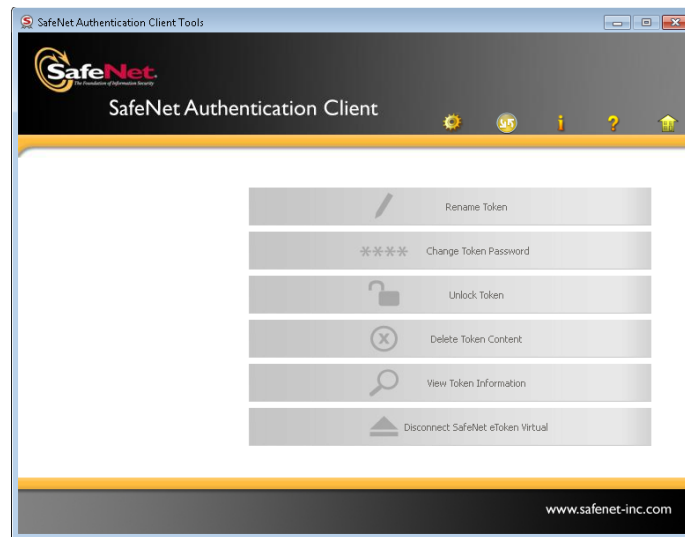 SafeNet Authentication Client Tools
SafeNet.
The Foundation of Information Security
SafeNet Authentication Client
Rename Token
**** Change Token Password
Unlock Token
Delete Token Content
View Token Information
Disconnect SafeNet eToken Virtual
www.safenet-inc.com